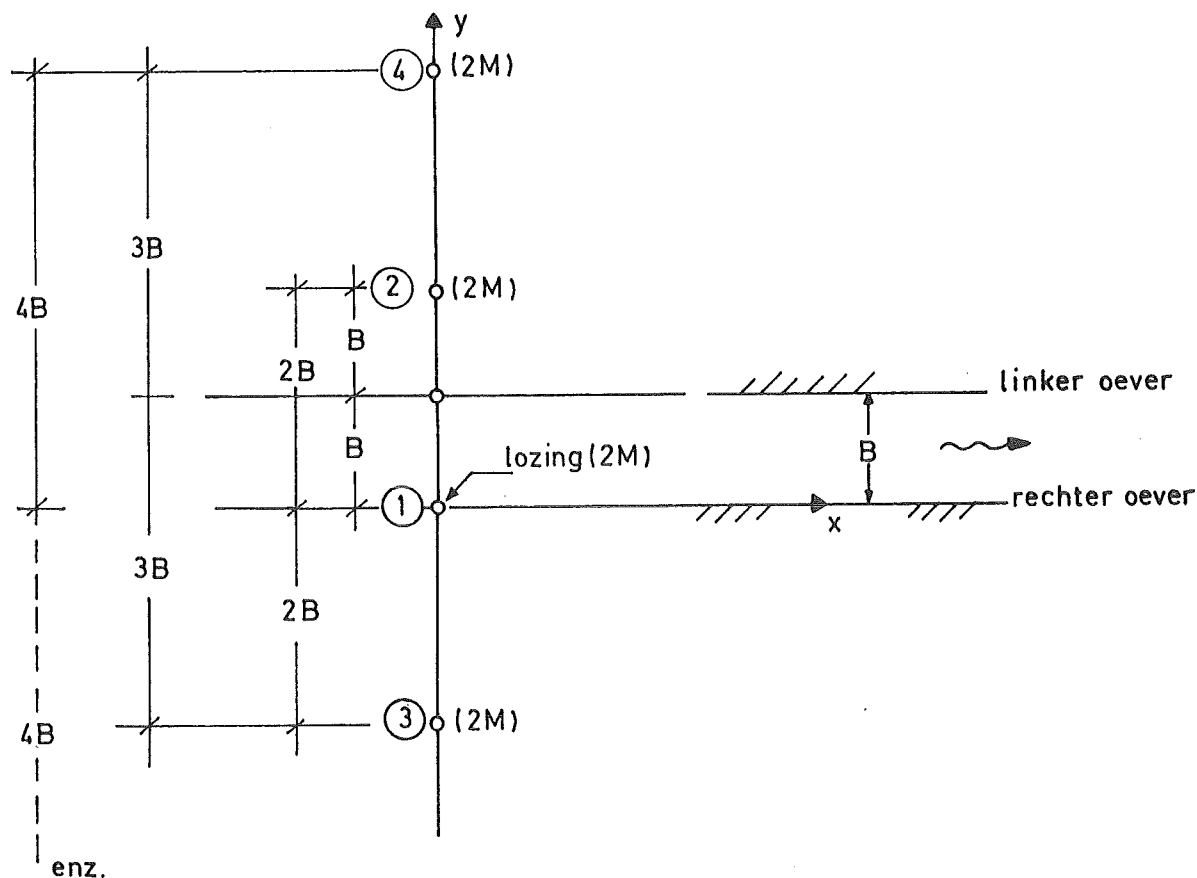 y
4 (2M)
3B
4B
2 (2M)
B
2B
linker oever
B
B
lozing (2M)
1
rechter oever
x
3B
2B
3 (2M)
4B
enz.